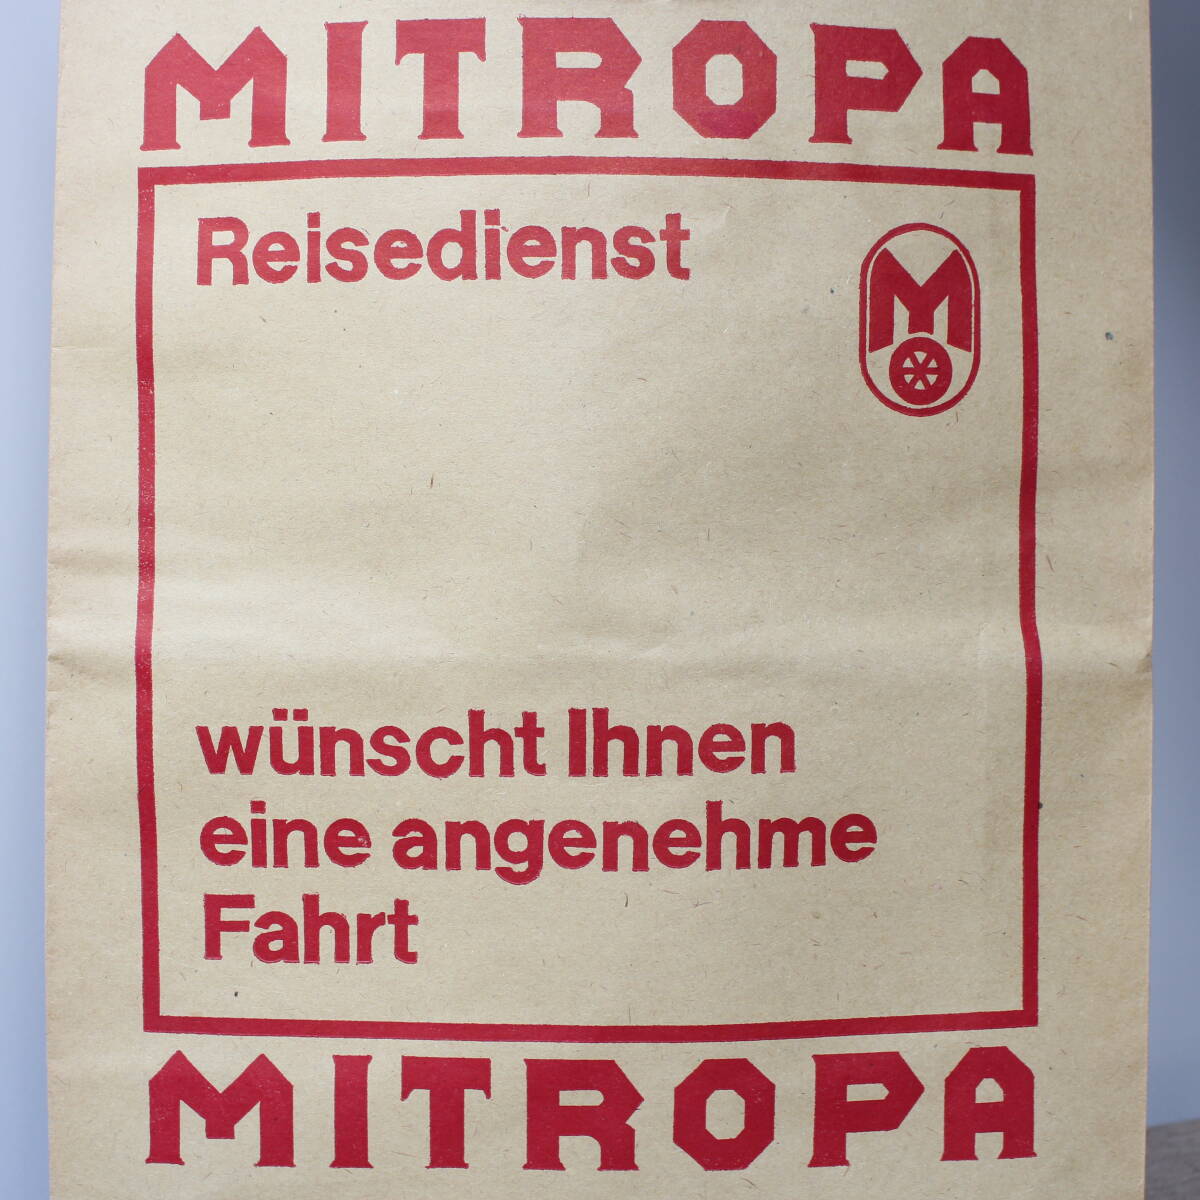 MITROPA
Reisedienst
M
wünscht Ihnen
eine angenehme
Fahrt
MITROPA